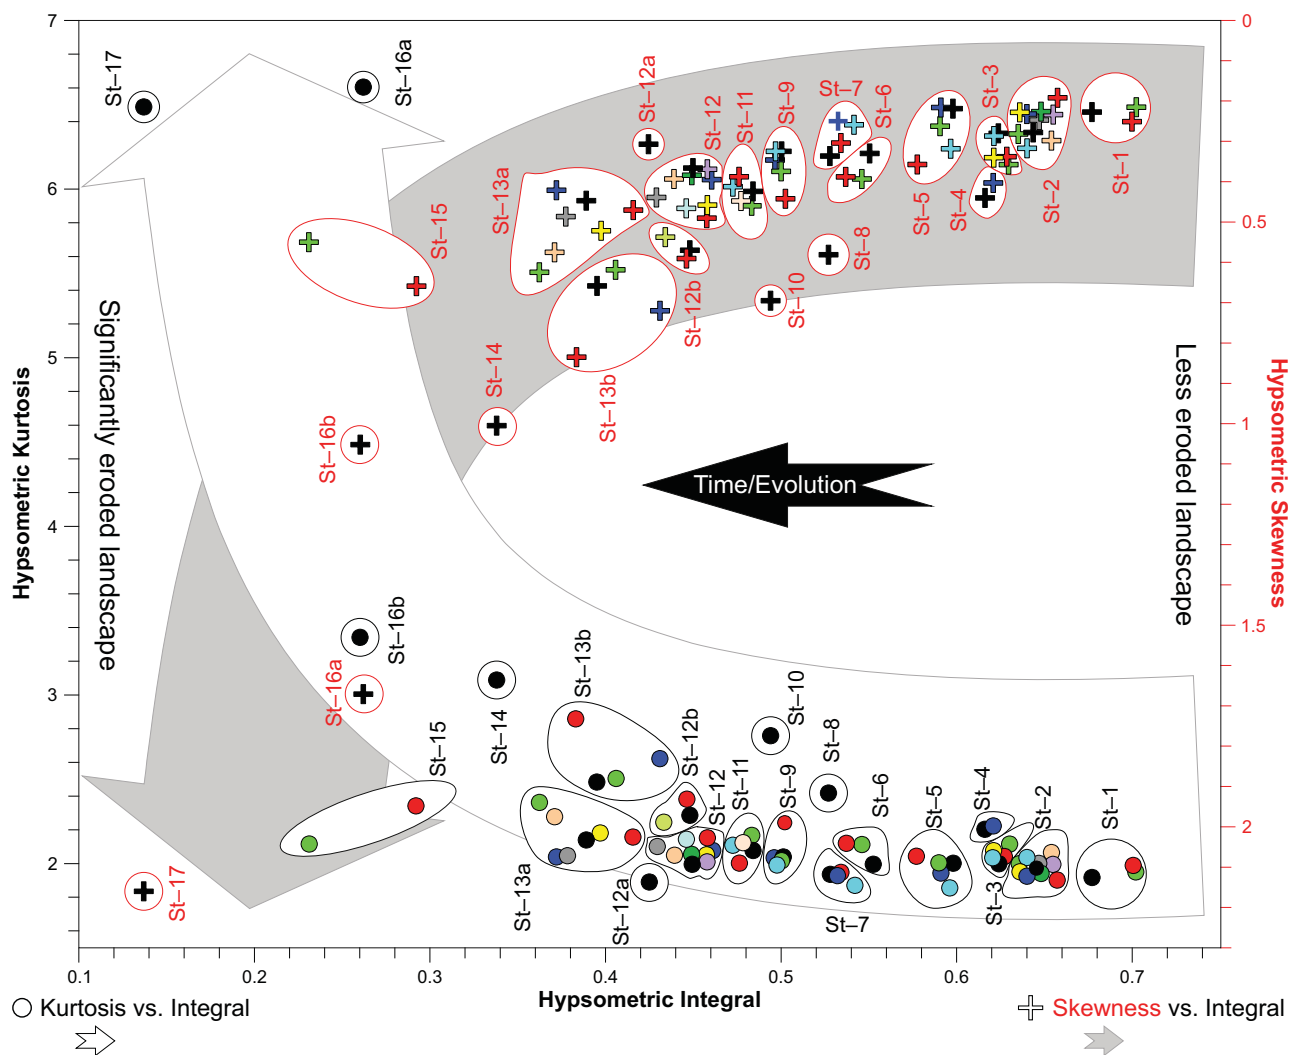 7
0
St–17
St–16a
St–12a
St–12
St–11
St–9
St–7
St–6
St–3
St–1
6
St–13a
St–15
St–5
St–4
St–2
0.5
St–8
St–10
St–12b
Significantly eroded landscape
Less eroded landscape
5
St–14
St–13b
Hypsometric Kurtosis
Hypsometric Skewness
St–16b
1
Time/Evolution
4
St–16b
1.5
St–16a
3
St–13b
St–10
St–14
St–15
St–12b
St–8
St–12
St–11
St–9
St–6
St–5
St–4
St–2
St–1
2
2
St–17
St–13a
St–12a
St–7
St–3
0.1
0.2
0.3
0.4
0.5
0.6
0.7
Hypsometric Integral
Kurtosis vs. Integral
Skewness vs. Integral